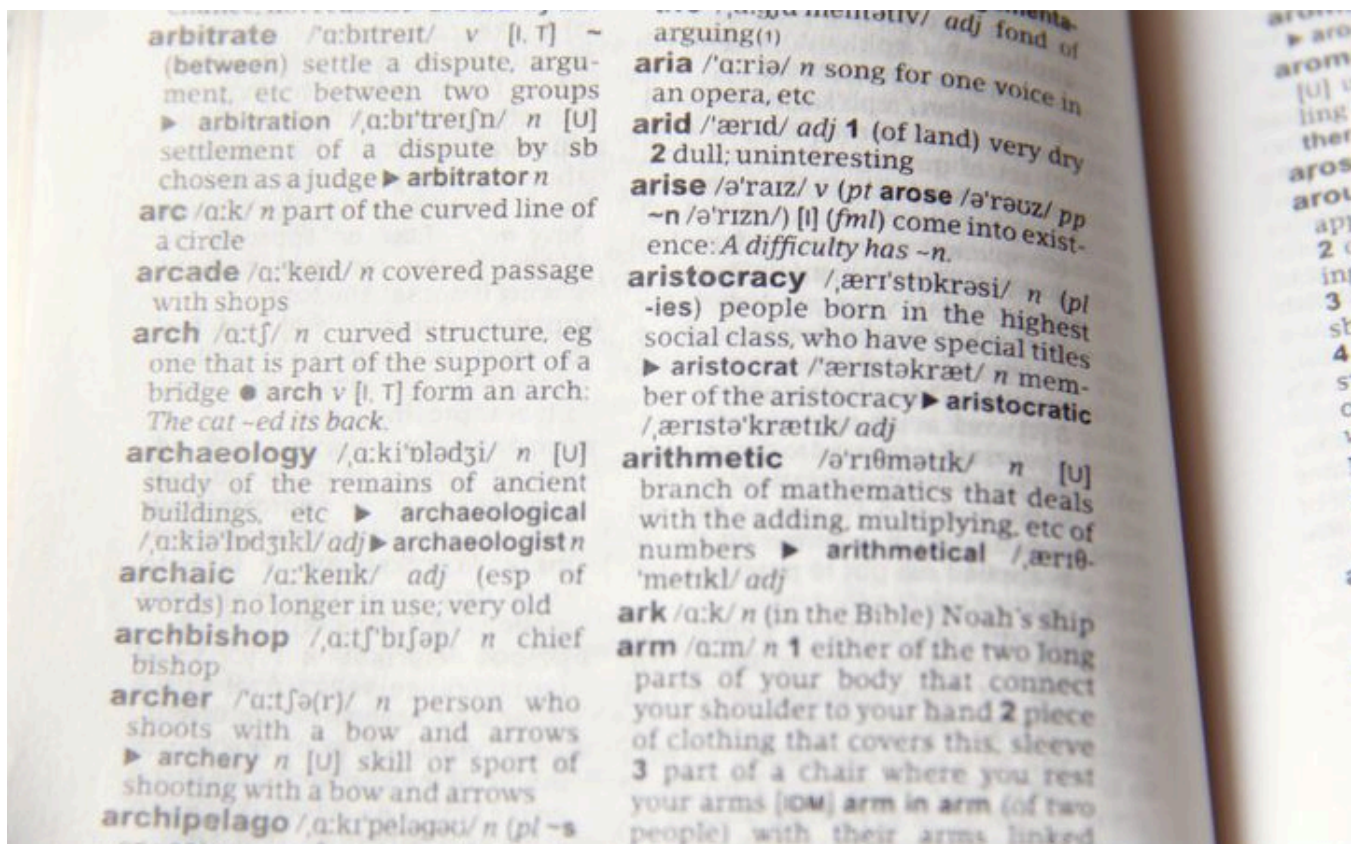 arbitrate /ˈɑːbɪtreɪt/ v [I, T] ~
(between) settle a dispute, argu-
ment, etc between two groups
▶ arbitration /ˌɑːbɪˈtreɪʃn/ n [U]
settlement of a dispute by sb
chosen as a judge ▶ arbitrator n
arc /ɑːk/ n part of the curved line of
a circle
arcade /ɑːˈkeɪd/ n covered passage
with shops
arch /ɑːtʃ/ n curved structure, eg
one that is part of the support of a
bridge ● arch v [I, T] form an arch:
The cat ~ed its back.
archaeology /ˌɑːkiˈɒlədʒi/ n [U]
study of the remains of ancient
buildings, etc ▶ archaeological
/ˌɑːkiəˈlɒdʒɪkl/ adj ▶ archaeologist n
archaic /ɑːˈkeɪɪk/ adj (esp of
words) no longer in use; very old
archbishop /ˌɑːtʃˈbɪʃəp/ n chief
bishop
archer /ˈɑːtʃə(r)/ n person who
shoots with a bow and arrows
▶ archery n [U] skill or sport of
shooting with a bow and arrows
archipelago /ˌɑːkɪˈpeləgəʊ/ n (pl ~s
adj fond of
arguing(1)
aria /ˈɑːriə/ n song for one voice in
an opera, etc
arid /ˈærɪd/ adj 1 (of land) very dry
2 dull; uninteresting
arise /əˈraɪz/ v (pt arose /əˈrəʊz/ pp
~n /əˈrɪzn/) [I] (fml) come into exist-
ence: A difficulty has ~n.
aristocracy /ˌærɪˈstɒkrəsi/ n (pl
-ies) people born in the highest
social class, who have special titles
▶ aristocrat /ˈærɪstəkræt/ n mem-
ber of the aristocracy ▶ aristocratic
/ˌærɪstəˈkrætɪk/ adj
arithmetic /əˈrɪθmətɪk/ n [U]
branch of mathematics that deals
with the adding, multiplying, etc of
numbers ▶ arithmetical /ˌærɪθ-
ˈmetɪkl/ adj
ark /ɑːk/ n (in the Bible) Noah's ship
arm /ɑːm/ n 1 either of the two long
parts of your body that connect
your shoulder to your hand 2 piece
of clothing that covers this; sleeve
3 part of a chair where you rest
your arms [IDM] arm in arm (of two
people) with their arms linked